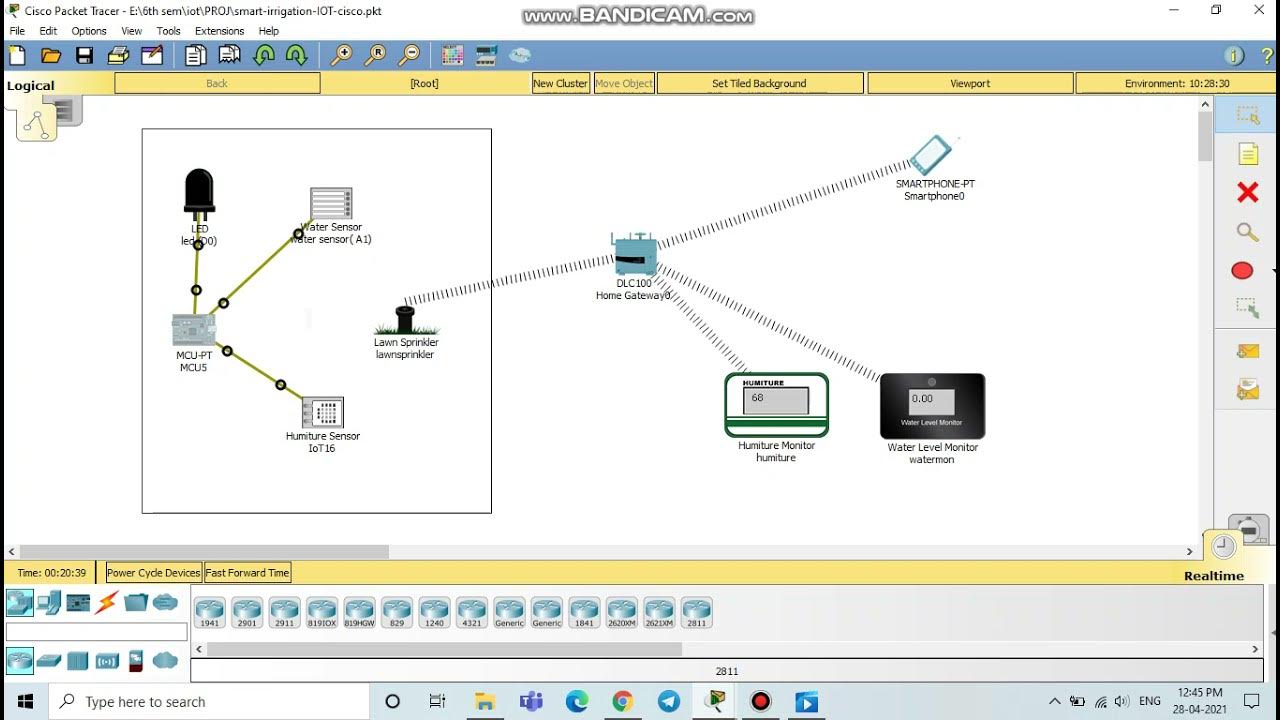 Cisco Packet Tracer - E:\6th sem\iot\PROJ\smart-irrigation-IOT-cisco.pkt
www.BANDICAM.com
File Edit Options View Tools Extensions Help
Logical
Back
[Root]
New Cluster
Move Object
Set Tiled Background
Viewport
Environment: 10:28:30
SMARTPHONE-PT
Smartphone0
LED
led (D0)
Water Sensor
water sensor( A1)
DLC100
Home Gateway0
MCU-PT
MCU5
Lawn Sprinkler
lawnsprinkler
HUMITURE
68
Humiture Monitor
humiture
0.00
Water Level Monitor
Water Level Monitor
watermon
Humiture Sensor
IoT16
Time: 00:20:39
Power Cycle Devices
Fast Forward Time
Realtime
1941 2901 2911 819IOX 819HGW 829 1240 4321 Generic Generic 1841 2620XM 2621XM 2811
2811
Type here to search
ENG
12:45 PM
28-04-2021